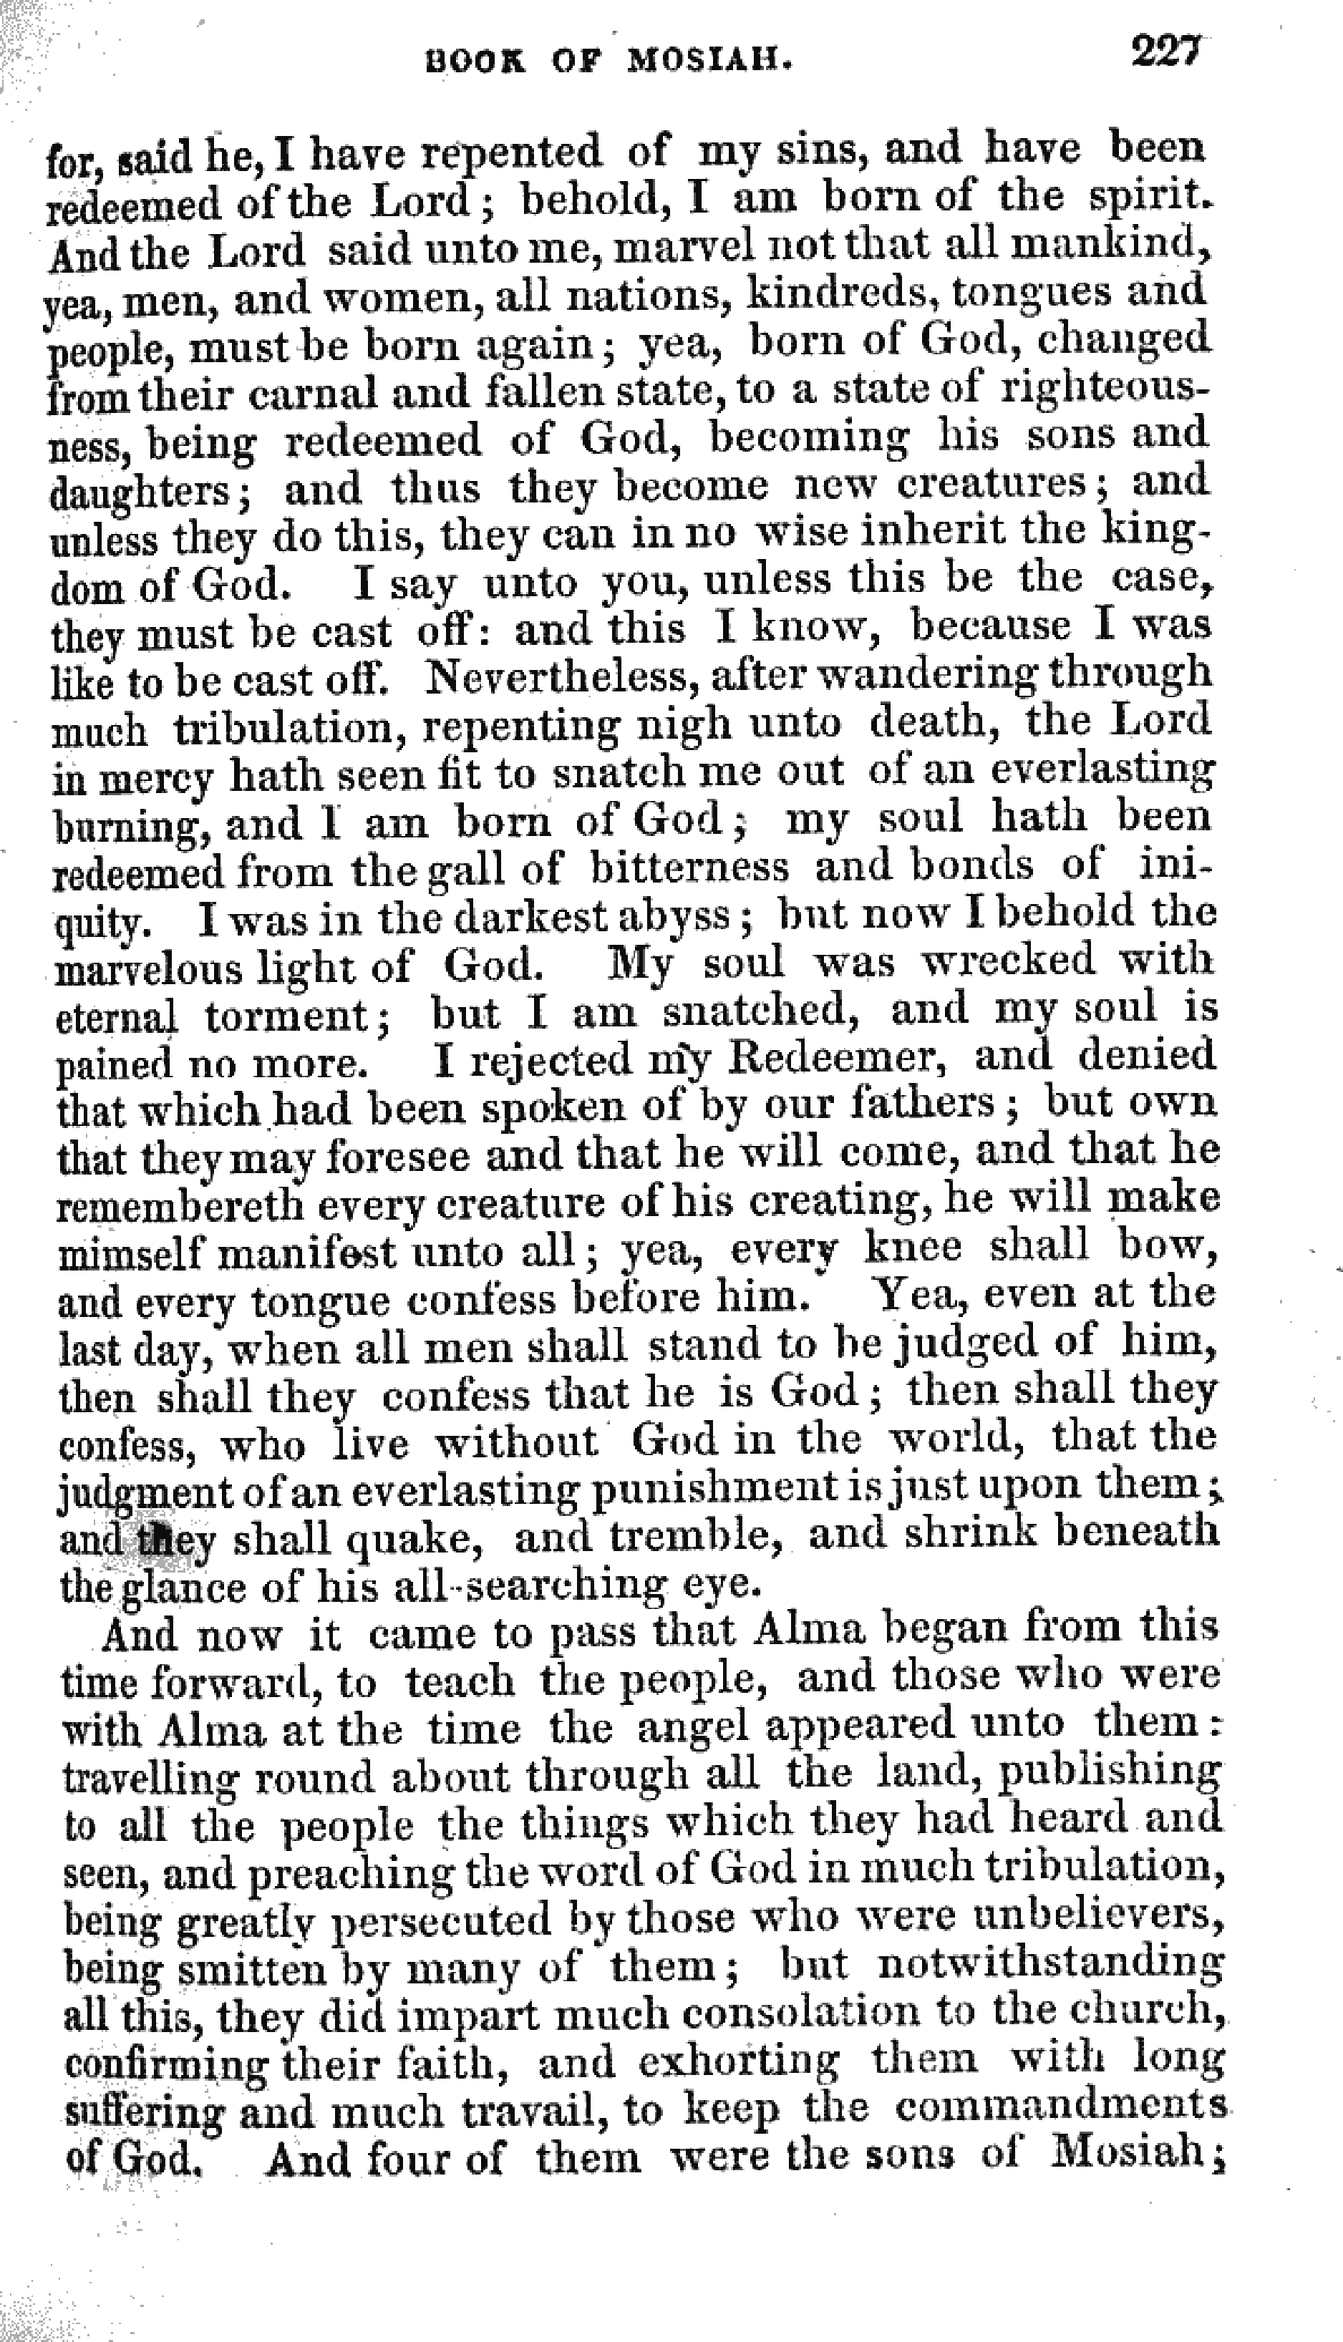 BOOK OF MOSIAH. 227
for, said he, I have repented of my sins, and have been
redeemed of the Lord; behold, I am born of the spirit.
And the Lord said unto me, marvel not that all mankind,
yea, men, and women, all nations, kindreds, tongues and
people, must be born again; yea, born of God, changed
from their carnal and fallen state, to a state of righteous-
ness, being redeemed of God, becoming his sons and
daughters; and thus they become new creatures; and
unless they do this, they can in no wise inherit the king-
dom of God. I say unto you, unless this be the case,
they must be cast off: and this I know, because I was
like to be cast off. Nevertheless, after wandering through
much tribulation, repenting nigh unto death, the Lord
in mercy hath seen fit to snatch me out of an everlasting
burning, and I am born of God; my soul hath been
redeemed from the gall of bitterness and bonds of ini-
quity. I was in the darkest abyss; but now I behold the
marvelous light of God. My soul was wrecked with
eternal torment; but I am snatched, and my soul is
pained no more. I rejected my Redeemer, and denied
that which had been spoken of by our fathers; but own
that they may foresee and that he will come, and that he
remembereth every creature of his creating, he will make
mimself manifest unto all; yea, every knee shall bow,
and every tongue confess before him. Yea, even at the
last day, when all men shall stand to be judged of him,
then shall they confess that he is God; then shall they
confess, who live without God in the world, that the
judgment of an everlasting punishment is just upon them;
and they shall quake, and tremble, and shrink beneath
the glance of his all-searching eye.
And now it came to pass that Alma began from this
time forward, to teach the people, and those who were
with Alma at the time the angel appeared unto them:
travelling round about through all the land, publishing
to all the people the things which they had heard and
seen, and preaching the word of God in much tribulation,
being greatly persecuted by those who were unbelievers,
being smitten by many of them; but notwithstanding
all this, they did impart much consolation to the church,
confirming their faith, and exhorting them with long
suffering and much travail, to keep the commandments
of God. And four of them were the sons of Mosiah;